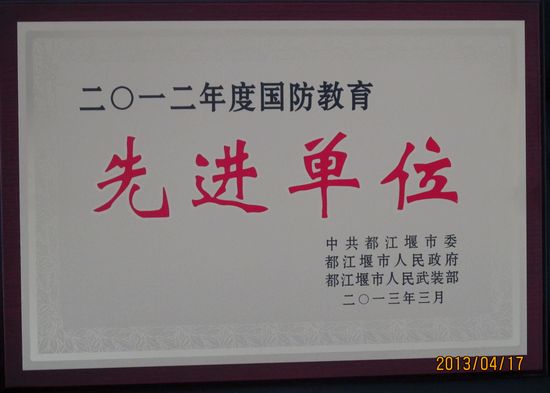 二〇一二年度国防教育
先进单位
中共都江堰市委
都江堰市人民政府
都江堰市人民武装部
二〇一三年三月
2013/04/17